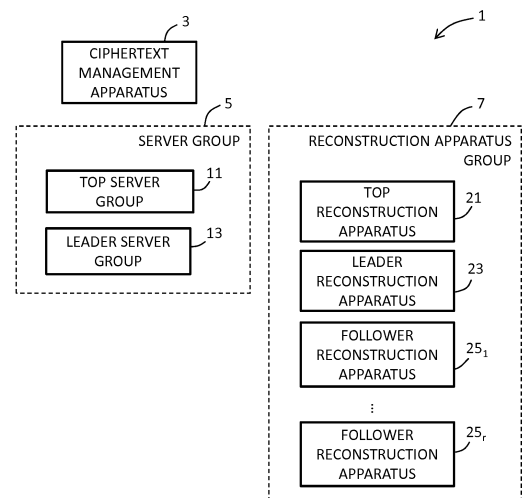 1
3
CIPHERTEXT
MANAGEMENT
APPARATUS
5
SERVER GROUP
11
TOP SERVER
GROUP
13
LEADER SERVER
GROUP
7
RECONSTRUCTION APPARATUS
GROUP
TOP
RECONSTRUCTION
APPARATUS
21
LEADER
RECONSTRUCTION
APPARATUS
23
FOLLOWER
RECONSTRUCTION
APPARATUS
25₁
⋮
FOLLOWER
RECONSTRUCTION
APPARATUS
25ᵣ